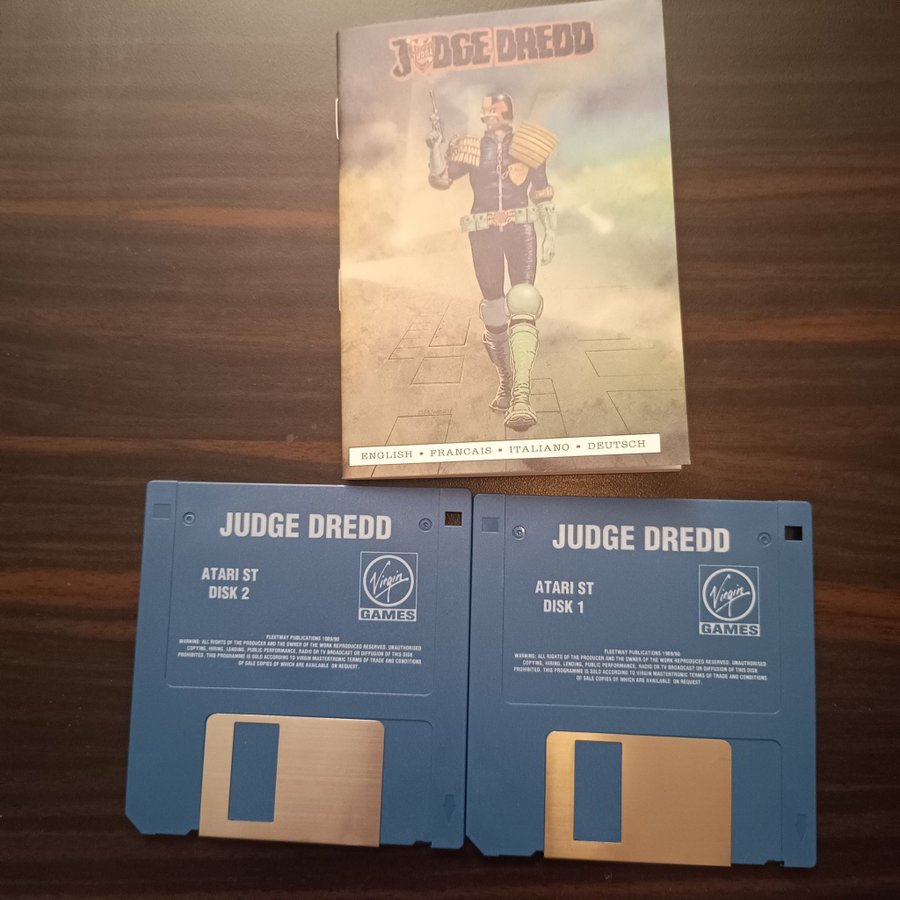 JUDGE DREDD
ENGLISH • FRANCAIS • ITALIANO • DEUTSCH
JUDGE DREDD
ATARI ST
DISK 2
Virgin
GAMES
FLEETWAY PUBLICATIONS 1989/90
WARNING: ALL RIGHTS OF THE PRODUCER AND THE OWNER OF THE WORK REPRODUCED RESERVED. UNAUTHORISED
COPYING, HIRING, LENDING, PUBLIC PERFORMANCE, RADIO OR TV BROADCAST OR DIFFUSION OF THIS DISK
PROHIBITED. THIS PROGRAMME IS SOLD ACCORDING TO VIRGIN MASTERTRONIC TERMS OF TRADE AND CONDITIONS
OF SALE COPIES OF WHICH ARE AVAILABLE ON REQUEST.
JUDGE DREDD
ATARI ST
DISK 1
Virgin
GAMES
FLEETWAY PUBLICATIONS 1989/90
WARNING: ALL RIGHTS OF THE PRODUCER AND THE OWNER OF THE WORK REPRODUCED RESERVED. UNAUTHORISED
COPYING, HIRING, LENDING, PUBLIC PERFORMANCE, RADIO OR TV BROADCAST OR DIFFUSION OF THIS DISK
PROHIBITED. THIS PROGRAMME IS SOLD ACCORDING TO VIRGIN MASTERTRONIC TERMS OF TRADE AND CONDITIONS
OF SALE COPIES OF WHICH ARE AVAILABLE ON REQUEST.